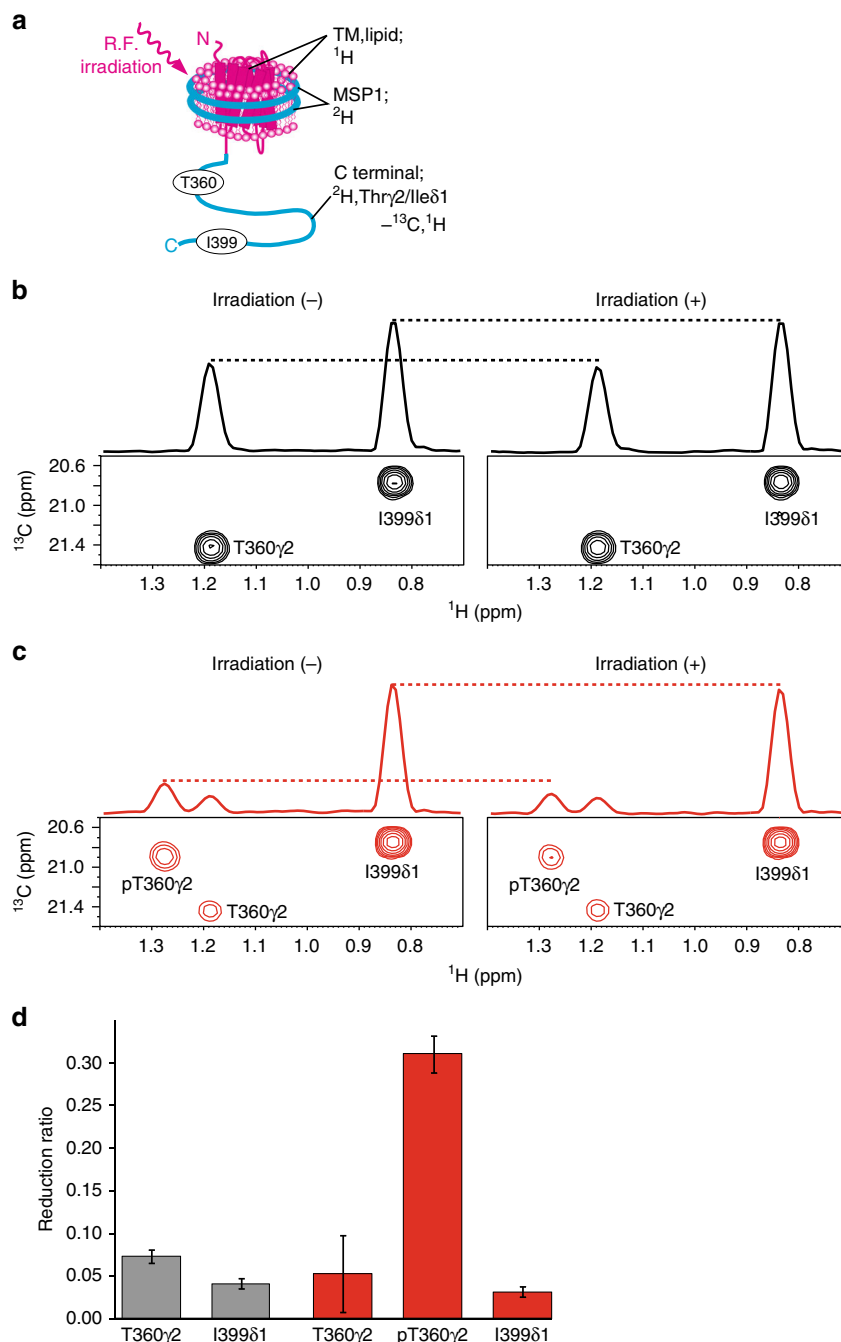 a
R.F.
irradiation
N
TM,lipid;
¹H
MSP1;
²H
T360
C terminal;
²H,Thrγ2/Ileδ1
–¹³C,¹H
C
I399
b
Irradiation (–)
Irradiation (+)
¹³C (ppm)
20.6
21.0
21.4
I399δ1
T360γ2
I399δ1
T360γ2
1.3 1.2 1.1 1.0 0.9 0.8
1.3 1.2 1.1 1.0 0.9 0.8
¹H (ppm)
c
Irradiation (–)
Irradiation (+)
¹³C (ppm)
20.6
21.0
21.4
pT360γ2
I399δ1
T360γ2
pT360γ2
I399δ1
T360γ2
1.3 1.2 1.1 1.0 0.9 0.8
1.3 1.2 1.1 1.0 0.9 0.8
¹H (ppm)
d
Reduction ratio
0.30
0.25
0.20
0.15
0.10
0.05
0.00
T360γ2 I399δ1 T360γ2 pT360γ2 I399δ1